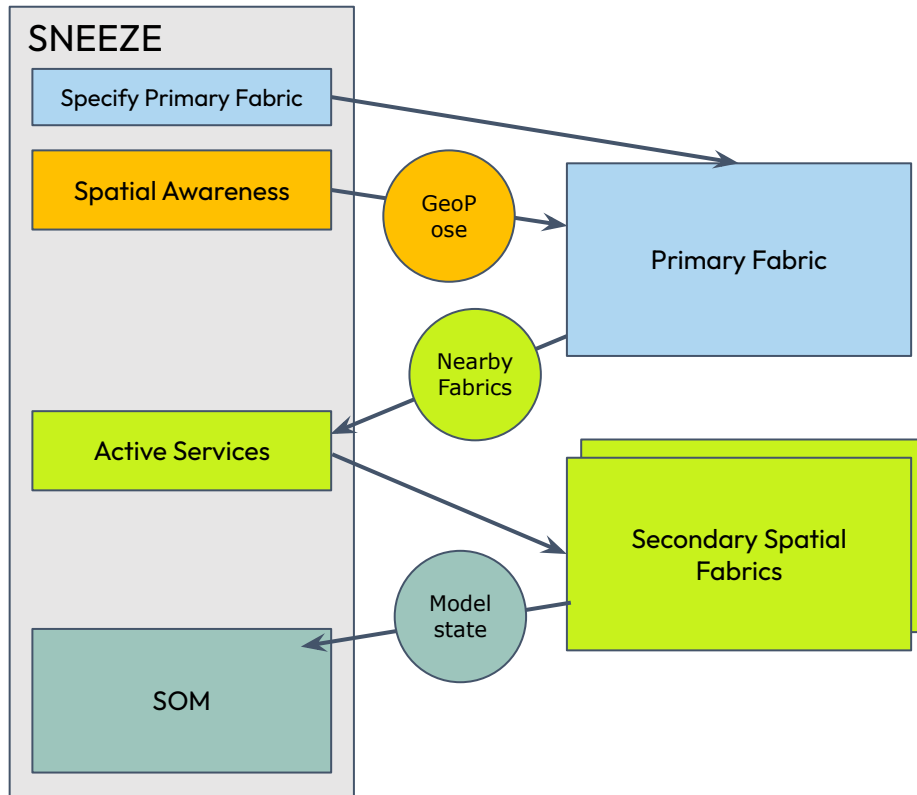 SNEEZE
Specify Primary Fabric
Spatial Awareness
GeoP
ose
Primary Fabric
Nearby
Fabrics
Active Services
Secondary Spatial
Fabrics
Model
state
SOM